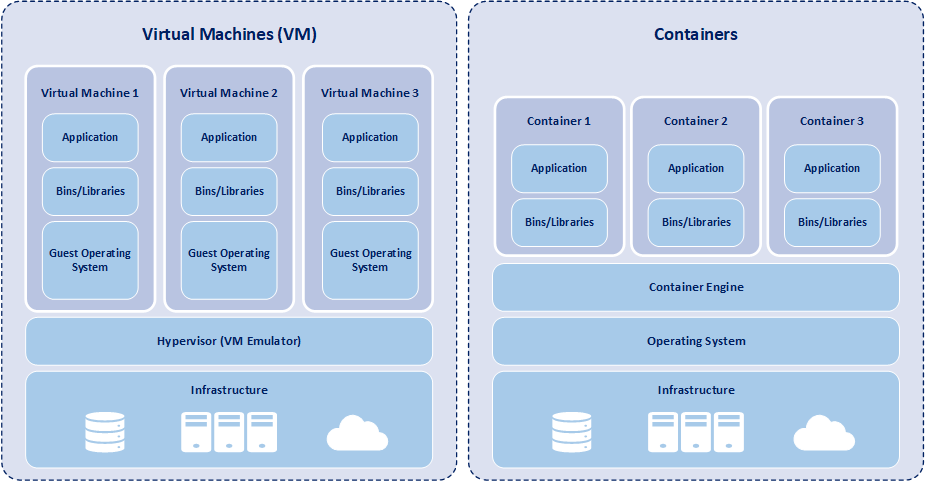 Virtual Machines (VM)
Virtual Machine 1
Application
Bins/Libraries
Guest Operating
System
Virtual Machine 2
Application
Bins/Libraries
Guest Operating
System
Virtual Machine 3
Application
Bins/Libraries
Guest Operating
System
Hypervisor (VM Emulator)
Infrastructure
Containers
Container 1
Application
Bins/Libraries
Container 2
Application
Bins/Libraries
Container 3
Application
Bins/Libraries
Container Engine
Operating System
Infrastructure